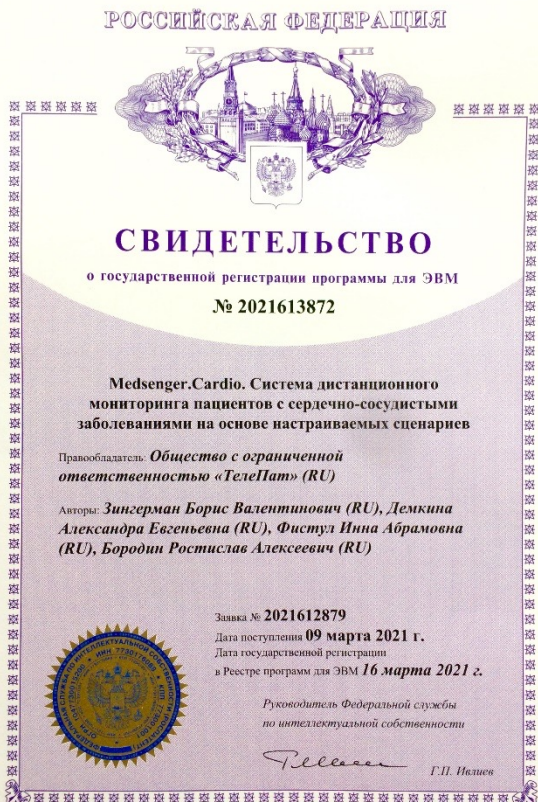 РОССИЙСКАЯ ФЕДЕРАЦИЯ
СВИДЕТЕЛЬСТВО
о государственной регистрации программы для ЭВМ
№ 2021613872
Medsenger.Cardio. Система дистанционного
мониторинга пациентов с сердечно-сосудистыми
заболеваниями на основе настраиваемых сценариев
Правообладатель: Общество с ограниченной
ответственностью «ТелеПат» (RU)
Авторы: Зингерман Борис Валентинович (RU), Демкина
Александра Евгеньевна (RU), Фистул Инна Абрамовна
(RU), Бородин Ростислав Алексеевич (RU)
Заявка № 2021612879
Дата поступления 09 марта 2021 г.
Дата государственной регистрации
в Реестре программ для ЭВМ 16 марта 2021 г.
Руководитель Федеральной службы
по интеллектуальной собственности
Г.П. Ивлиев